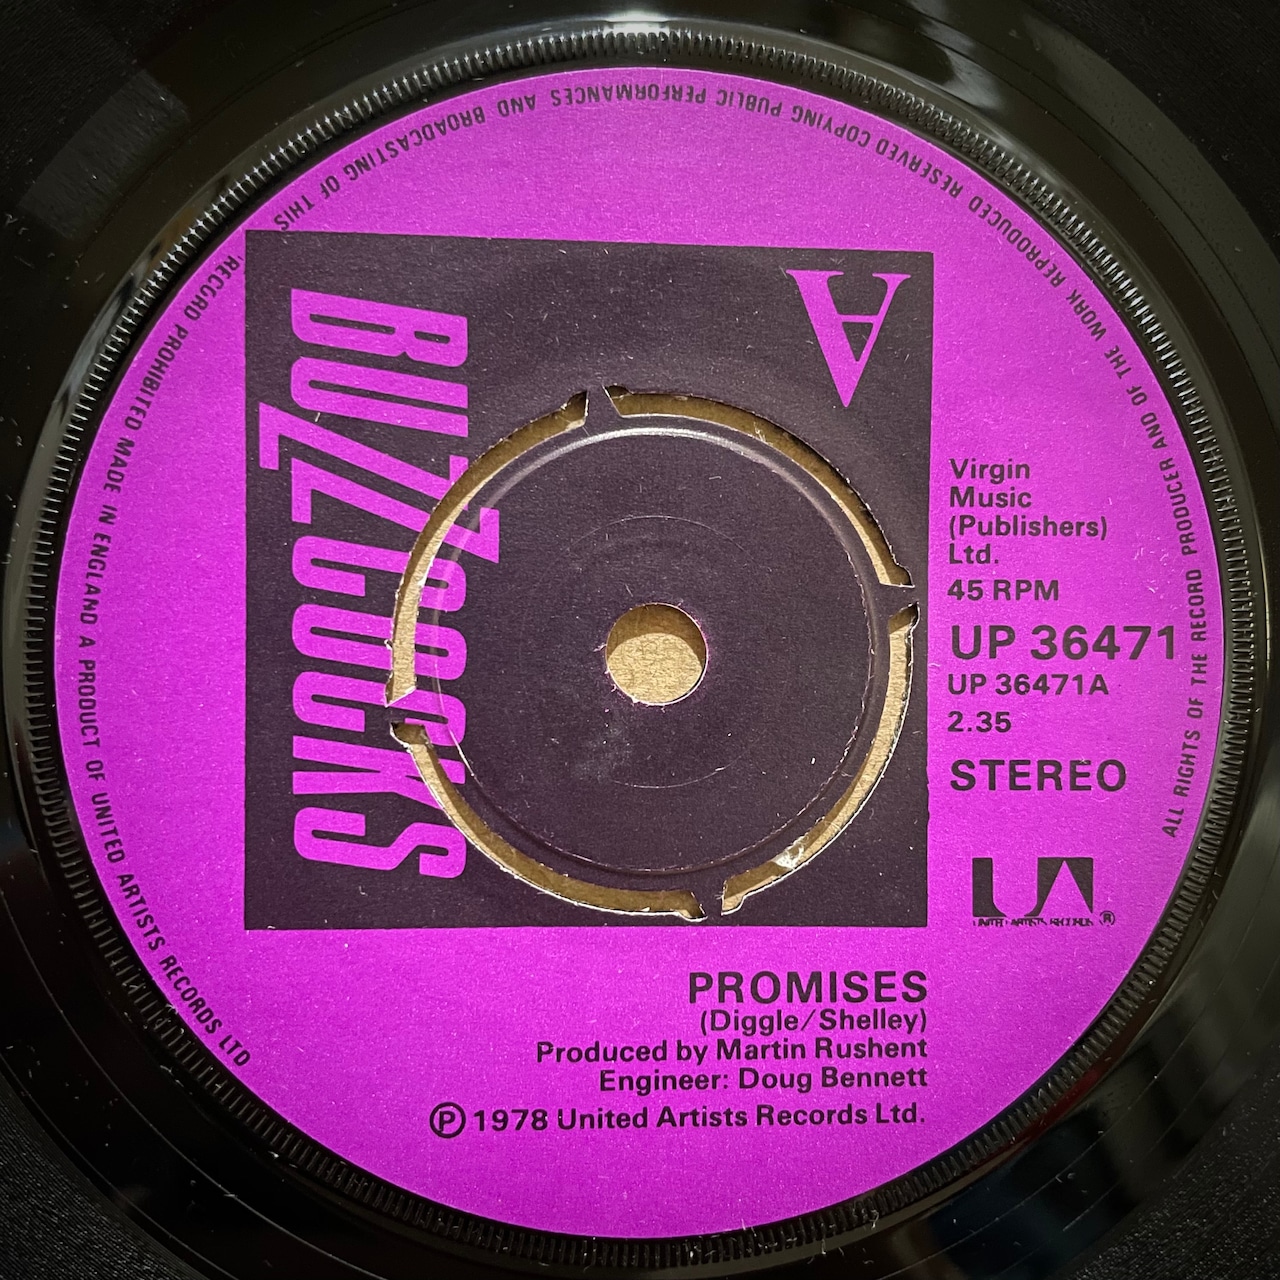 ALL RIGHTS OF THE RECORD PRODUCER AND OF THE WORK REPRODUCED RESERVED COPYING PUBLIC PERFORMANCES AND BROADCASTING OF THIS RECORD PROHIBITED MADE IN ENGLAND A PRODUCT OF UNITED ARTISTS RECORDS LTD
BUZZCOCKS
A
Virgin
Music
(Publishers)
Ltd.
45 RPM
UP 36471
UP 36471A
2.35
STEREO
UA
UNITED ARTISTS RECORDS ®
PROMISES
(Diggle/Shelley)
Produced by Martin Rushent
Engineer: Doug Bennett
Ⓟ 1978 United Artists Records Ltd.